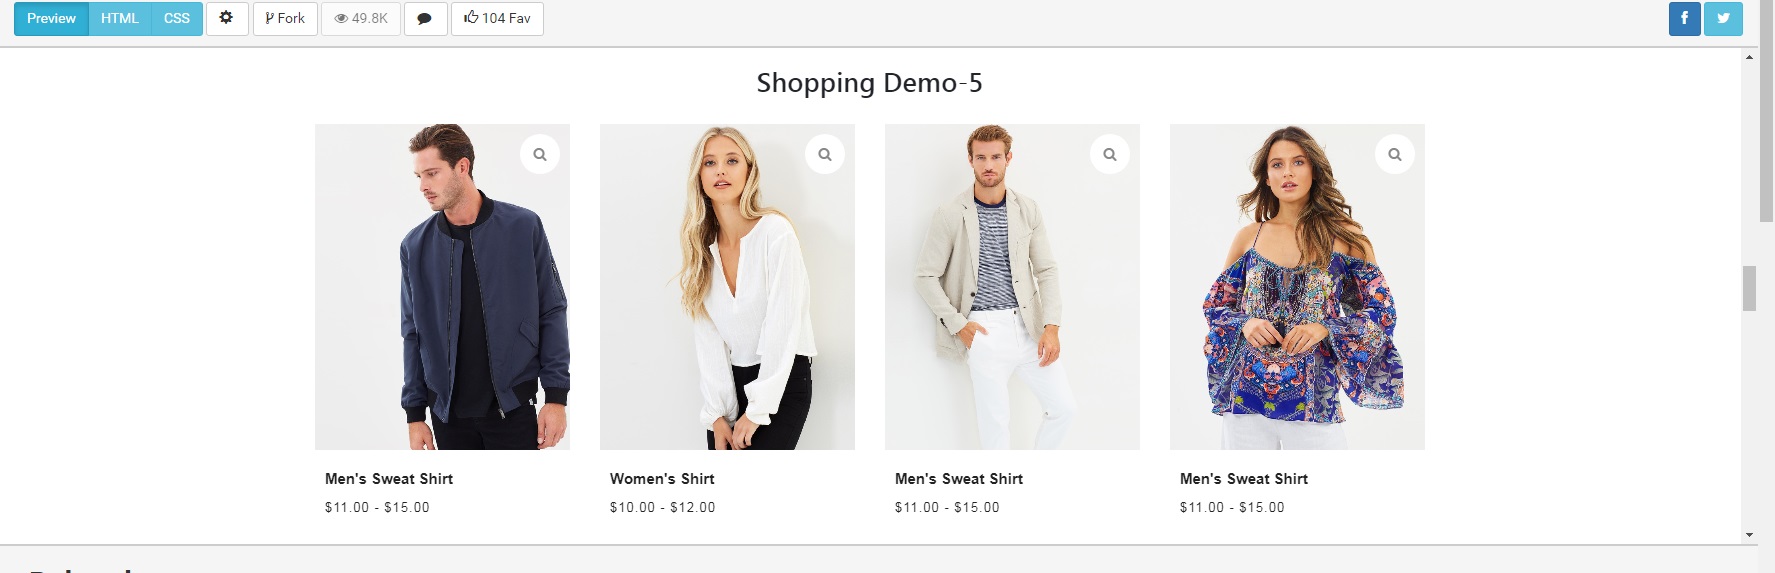 Preview HTML CSS Fork 49.8K 104 Fav
Shopping Demo-5
Men's Sweat Shirt
$11.00 - $15.00
Women's Shirt
$10.00 - $12.00
Men's Sweat Shirt
$11.00 - $15.00
Men's Sweat Shirt
$11.00 - $15.00